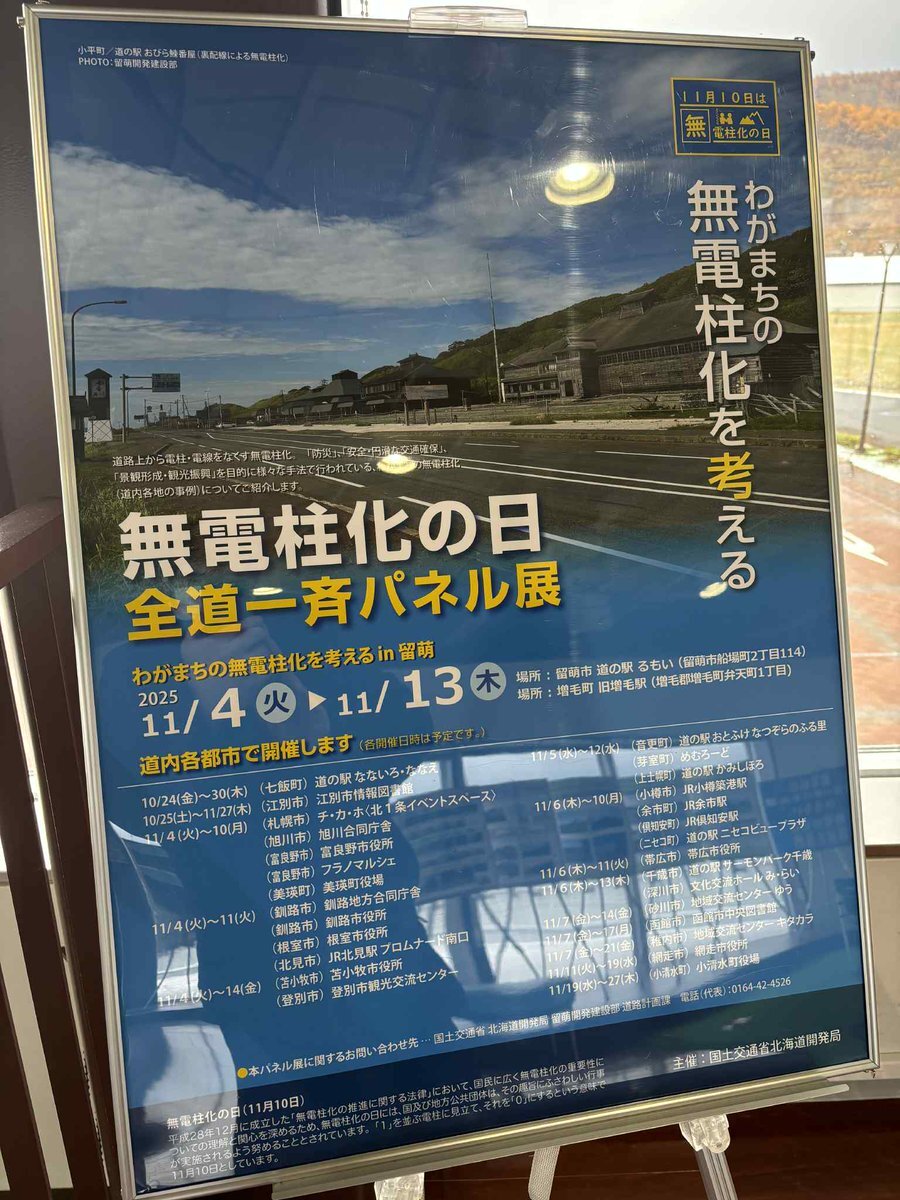 小平町／道の駅 おびら鰊番屋（裏配線による無電柱化）
PHOTO：留萌開発建設部
11月10日は
無電柱化の日
わがまちの
無電柱化を考える
道路上から電柱・電線をなくす無電柱化。「防災」、「安全・円滑な交通確保」、
「景観形成・観光振興」を目的に様々な手法で行われている、の無電柱化
（道内各地の事例）についてご紹介します。
無電柱化の日
全道一斉パネル展
わがまちの無電柱化を考える in 留萌
2025
11/4 火 ▶ 11/13 木
場所：留萌市 道の駅 るもい（留萌市船場町2丁目114）
場所：増毛町 旧増毛駅（増毛郡増毛町弁天町1丁目）
道内各都市で開催します（各開催日時は予定です。）
10/24(金)～30(木)（七飯町）道の駅 なないろ・ななえ
10/25(土)～11/27(木)（江別市）江別市情報図書館
11/ 4(火)～10(月)（札幌市）チ・カ・ホ〈北1条イベントスペース〉
（旭川市）旭川合同庁舎
（富良野市）富良野市役所
（富良野市）フラノマルシェ
（美瑛町）美瑛町役場
11/ 4(火)～11(火)（釧路市）釧路地方合同庁舎
（釧路市）釧路市役所
（根室市）根室市役所
（北見市）JR北見駅 プロムナード南口
（苫小牧市）苫小牧市役所
11/ 4(火)～14(金)（登別市）登別市観光交流センター
11/ 5(水)～12(水)（音更町）道の駅 おとふけ なつぞらのふる里
（芽室町）めむろーど
（上士幌町）道の駅 かみしほろ
11/ 6(木)～10(月)（小樽市）JR小樽築港駅
（余市町）JR余市駅
（倶知安町）JR倶知安駅
（ニセコ町）道の駅 ニセコビュープラザ
（帯広市）帯広市役所
11/ 6(木)～11(火)（千歳市）道の駅 サーモンパーク千歳
11/ 6(木)～13(木)（深川市）文化交流ホール み・らい
（砂川市）地域交流センター ゆう
11/ 7(金)～14(金)（函館市）函館市中央図書館
11/ 7(金)～17(月)（稚内市）地域交流センター キタカラ
11/ 7(金)～21(金)（網走市）網走市役所
11/11(火)～19(水)（小清水町）小清水町役場
11/19(水)～27(木)
●本パネル展に関するお問い合わせ先 … 国土交通省 北海道開発局 留萌開発建設部 道路計画課 電話（代表）：0164-42-4526
主催：国土交通省北海道開発局
無電柱化の日（11月10日）
平成28年12月に成立した「無電柱化の推進に関する法律」において、国民に広く無電柱化の重要性に
ついての理解と関心を深めるため、無電柱化の日には、国及び地方公共団体は、その趣旨にふさわしい行事
が実施されるよう努めることとされています。「1」を並ぶ電柱に見立て、それを「0」にするという意味で
11月10日としています。